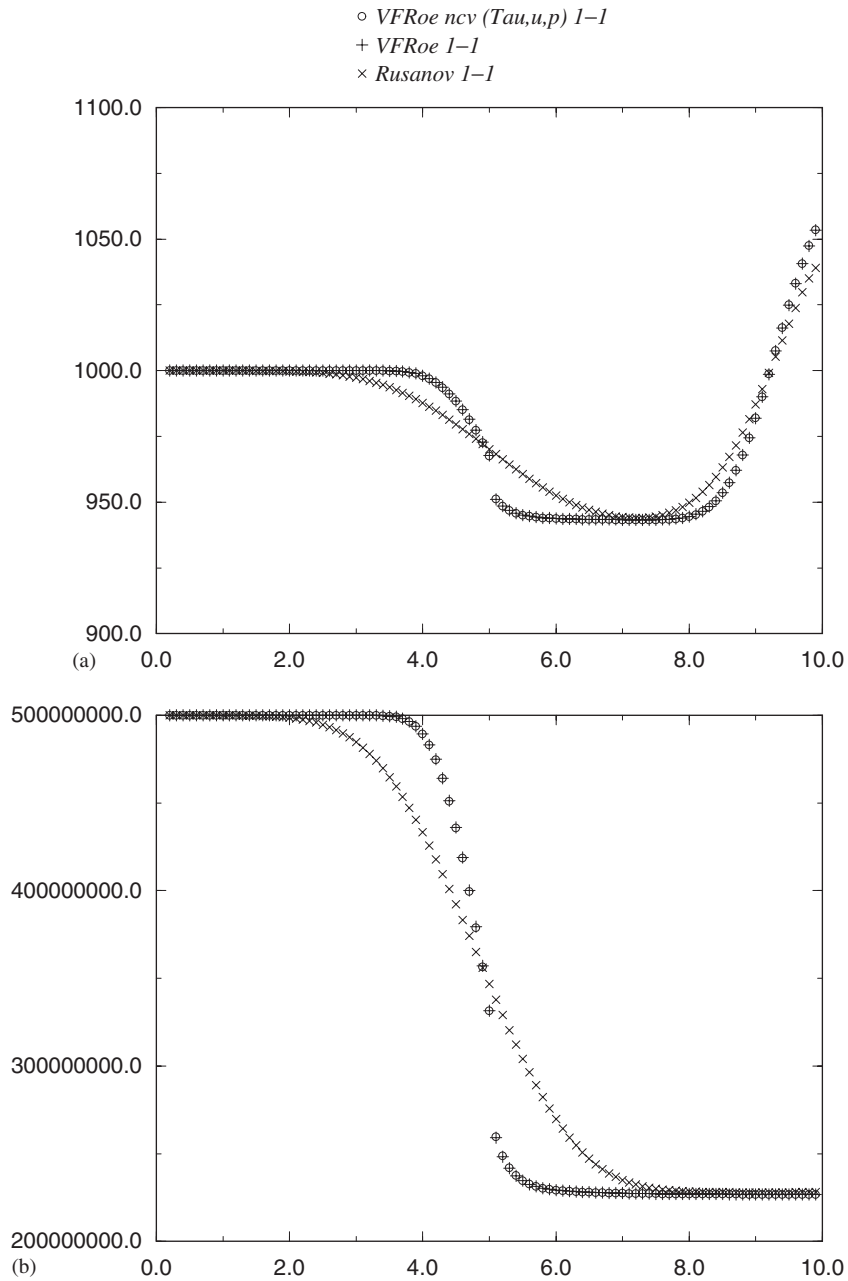 VFRoe ncv (Tau,u,p) 1–1
VFRoe 1–1
Rusanov 1–1
1100.0
1050.0
1000.0
950.0
900.0
(a)
0.0 2.0 4.0 6.0 8.0 10.0
500000000.0
400000000.0
300000000.0
200000000.0
(b)
0.0 2.0 4.0 6.0 8.0 10.0